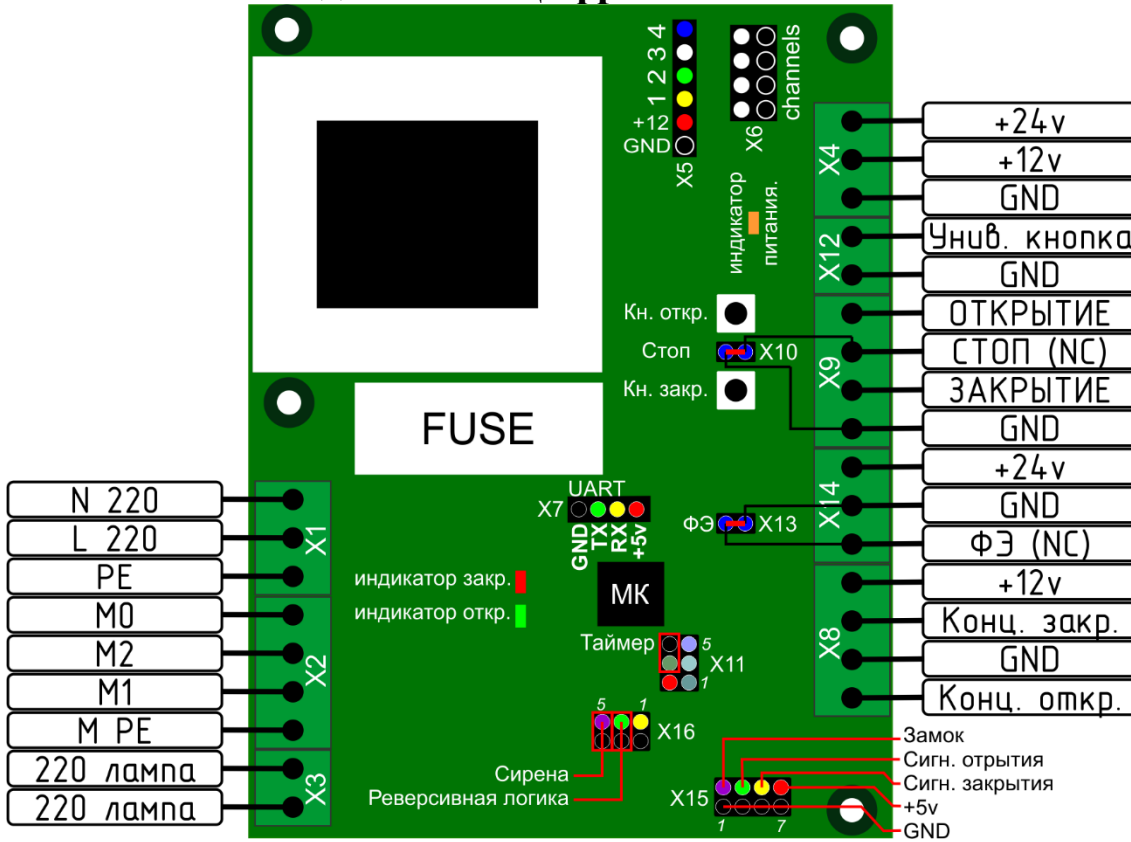 4
3
2
1
+12
GND
X5
X6
channels
индикатор
питания.
Кн. откр.
Стоп
X10
Кн. закр.
FUSE
X4
+24v
+12v
GND
X12
Унив. кнопка
GND
X9
ОТКРЫТИЕ
СТОП (NC)
ЗАКРЫТИЕ
GND
X14
+24v
GND
ФЭ (NC)
X8
+12v
Конц. закр.
GND
Конц. откр.
UART
X7
GND
TX
RX
+5v
ФЭ
X13
индикатор закр.
индикатор откр.
МК
Таймер
5
X11
1
N 220
L 220
PE
X1
M0
M2
M1
M PE
X2
220 лампа
220 лампа
X3
5
1
X16
Сирена
Реверсивная логика
X15
1
7
Замок
Сигн. отрытия
Сигн. закрытия
+5v
GND